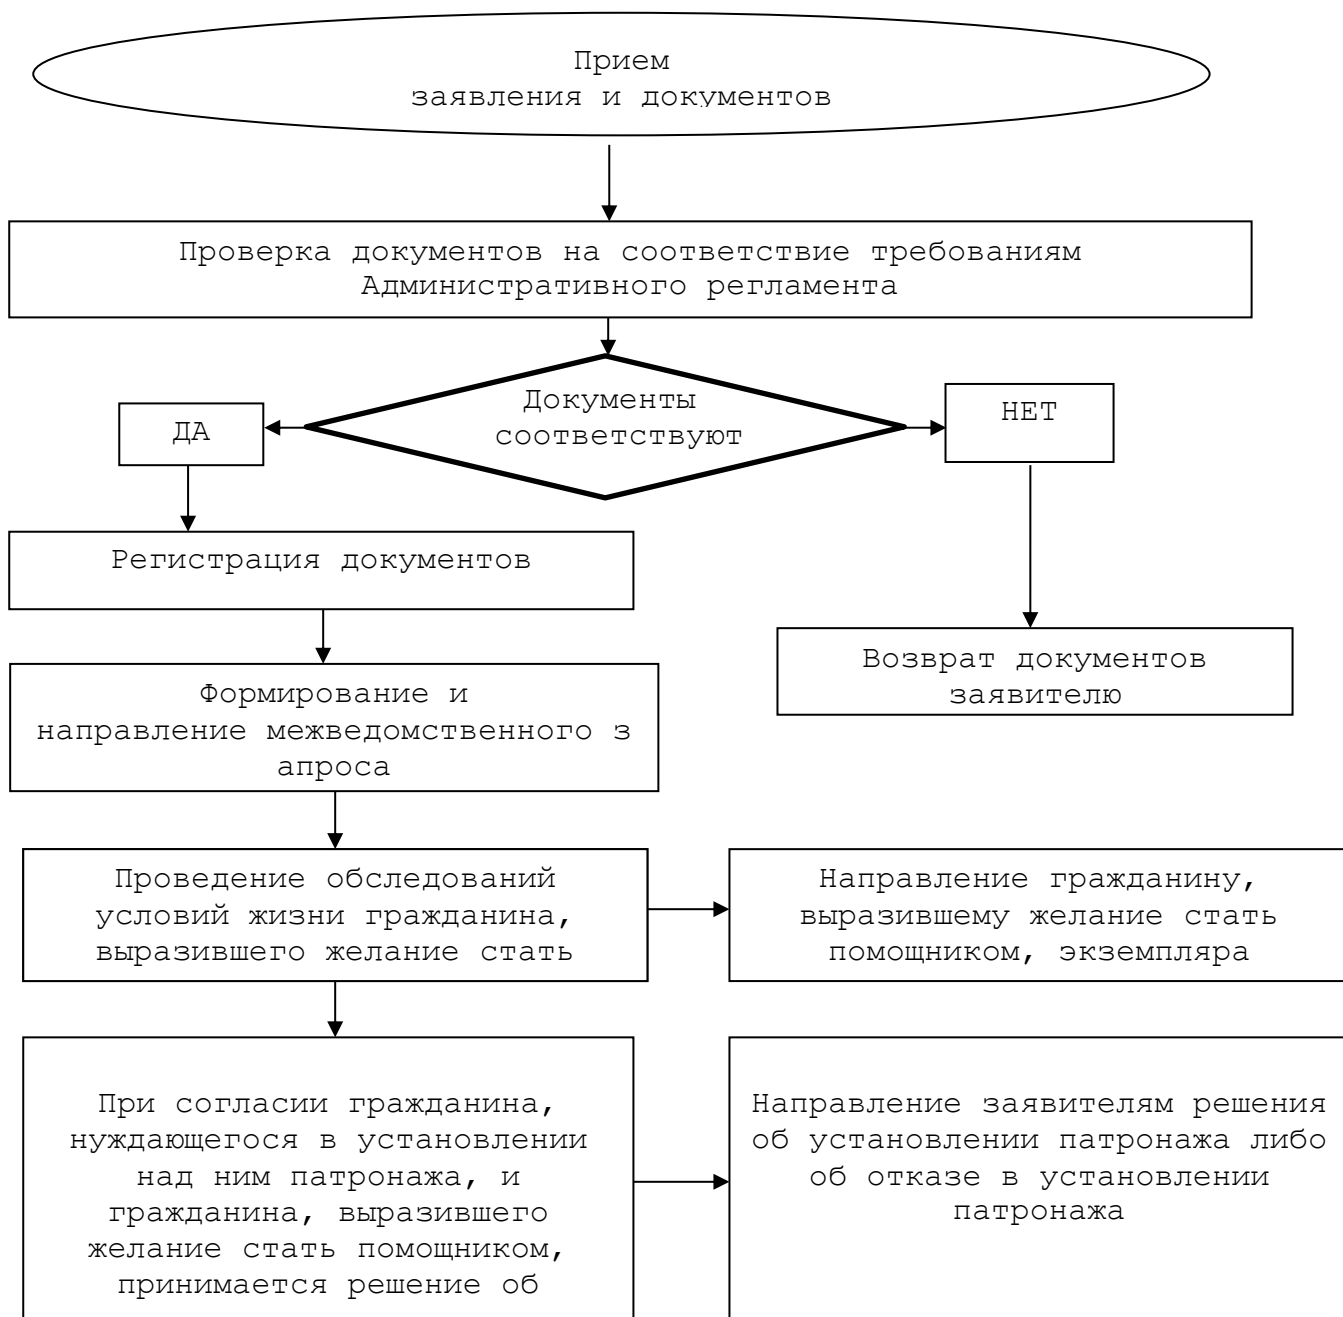 Прием
заявления и документов
Проверка документов на соответствие требованиям
Административного регламента
Документы
соответствуют
ДА
НЕТ
Регистрация документов
Возврат документов
заявителю
Формирование и
направление межведомственного з
апроса
Проведение обследований
условий жизни гражданина,
выразившего желание стать
Направление гражданину,
выразившему желание стать
помощником, экземпляра
При согласии гражданина,
нуждающегося в установлении
над ним патронажа, и
гражданина, выразившего
желание стать помощником,
принимается решение об
Направление заявителям решения
об установлении патронажа либо
об отказе в установлении
патронажа